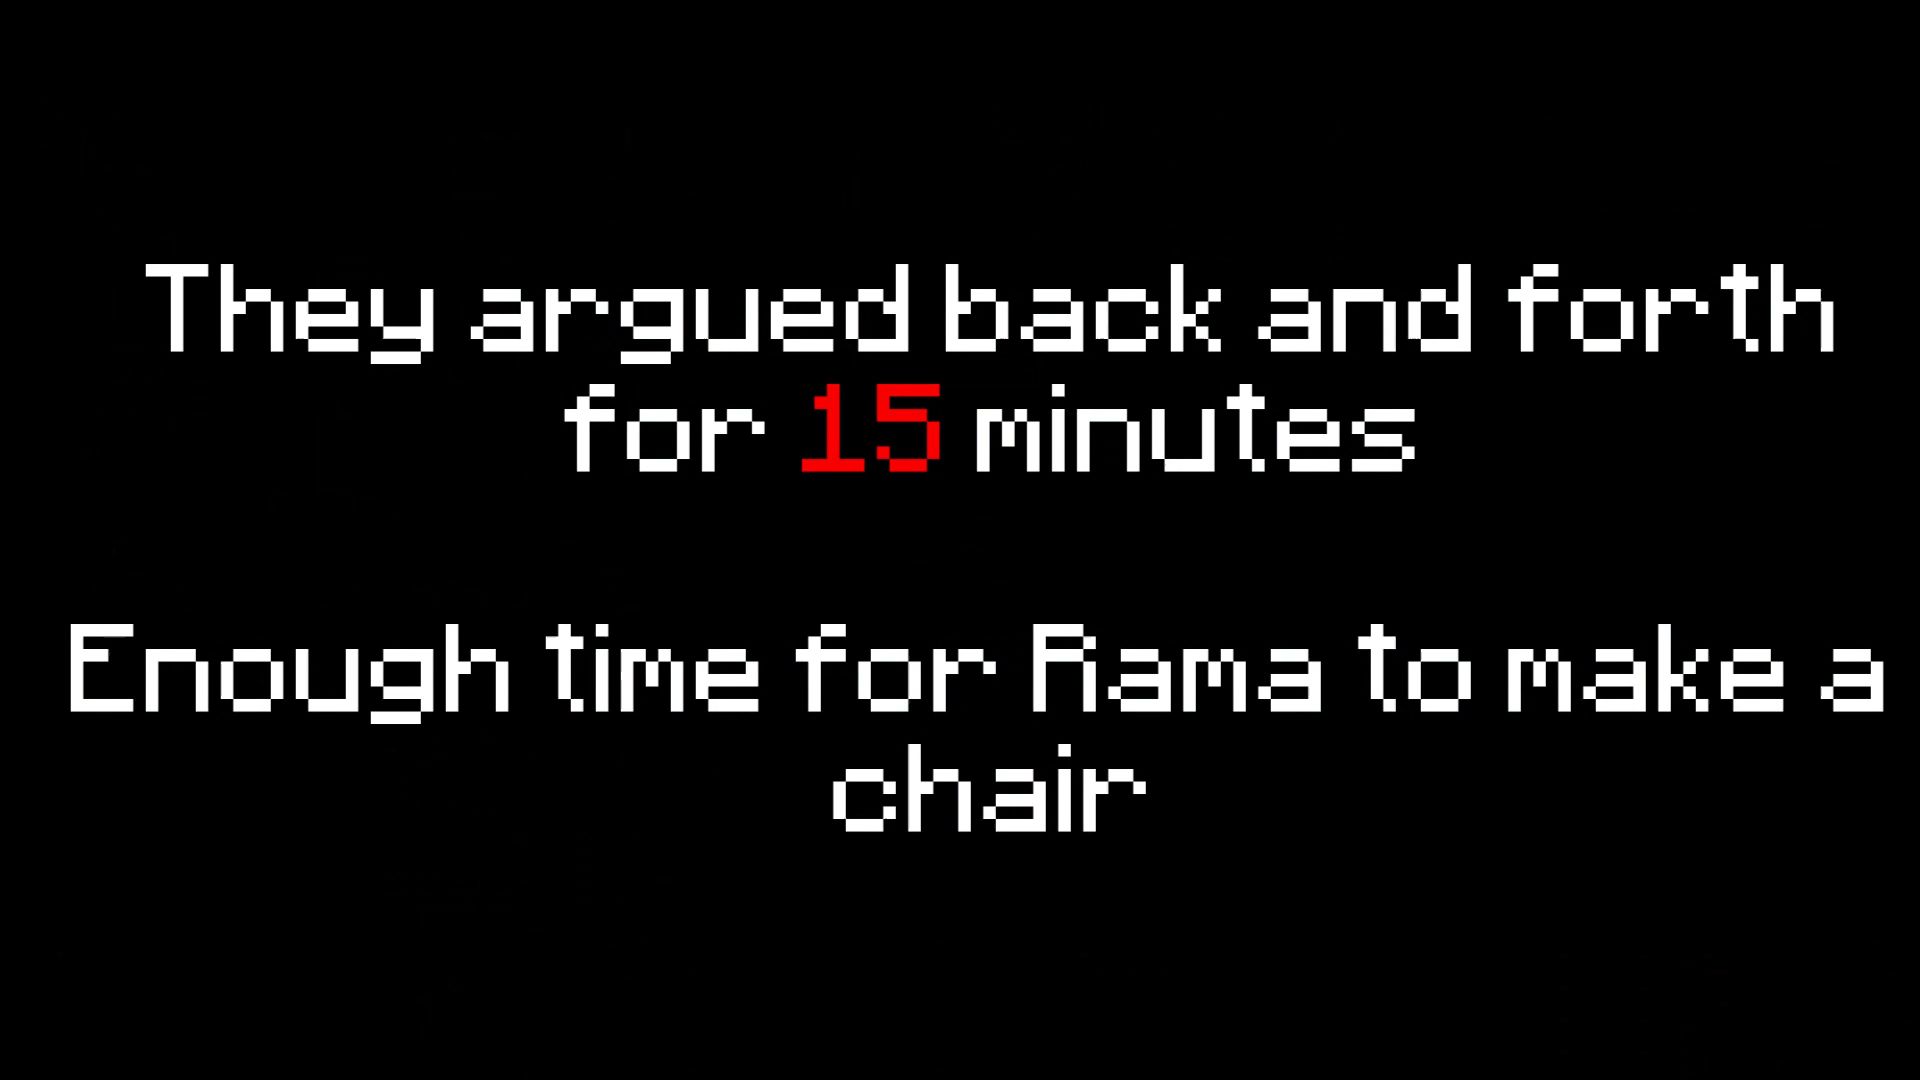 They argued back and forth
for 15 minutes
Enough time for Rama to make a
chair